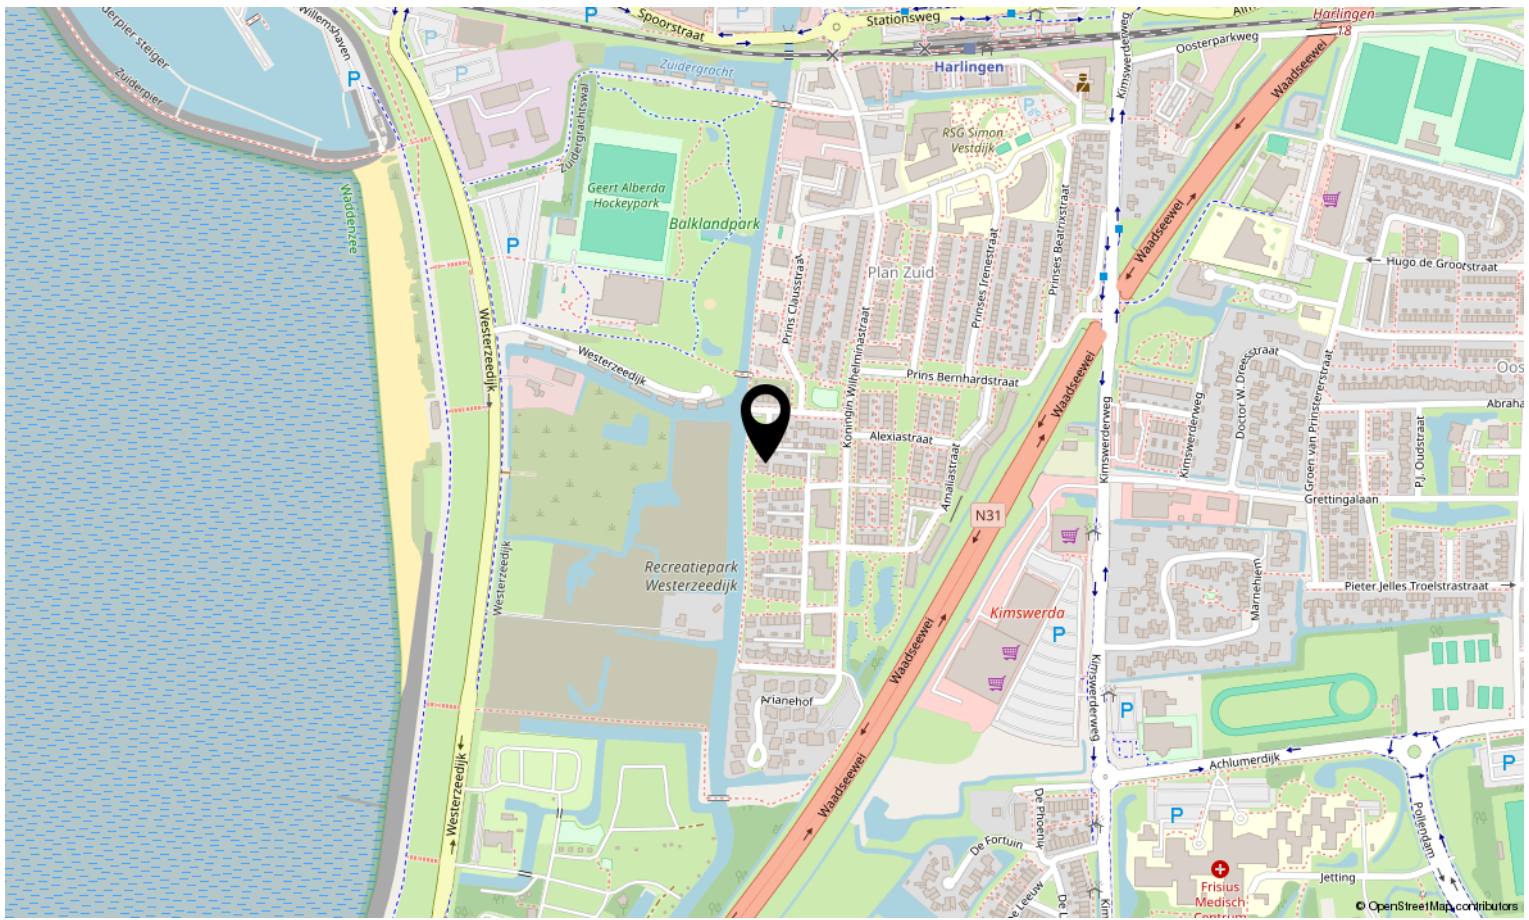 Zuiderpier steiger
Willemshaven
Zuiderpier
P
P
P
P
Spoorstraat
P
Stationsweg
Harlingen
18
Oosterparkweg
Kimswerderweg
Waadseewei
Zuidergracht
Harlingen
Zuidergrachtswal
RSG Simon
Vestdijk
P
Geert Alberda
Hockeypark
Balklandpark
P
Waddenzee
Plan Zuid
Prins Clausstraat
Prinses Irenestraat
Prinses Beatrixstraat
Waadseewei
Hugo de Grootstraat
Westerzeedijk
Westerzeedijk
Koningin Wilhelminastraat
Prins Bernhardstraat
Waadseewei
Doctor W. Dreesstraat
Groen van Prinstererstraat
Alexiastraat
Amaliastraat
Kimswerderweg
Kimswerderweg
P.J. Oudstraat
Grettingalaan
N31
Westerzeedijk
Recreatiepark
Westerzeedijk
Kimswerda
P
Marnehiem
Pieter Jelles Troelstrastraat
Waadseewei
Arianehof
Kimswerderweg
P
Westerzeedijk
Waadseewei
Achlumerdijk
P
De Phoenik
De Fortuin
De Leeuw
P
Pollendam
Jetting
Frisius
Medisch
Centrum
© OpenStreetMap contributors